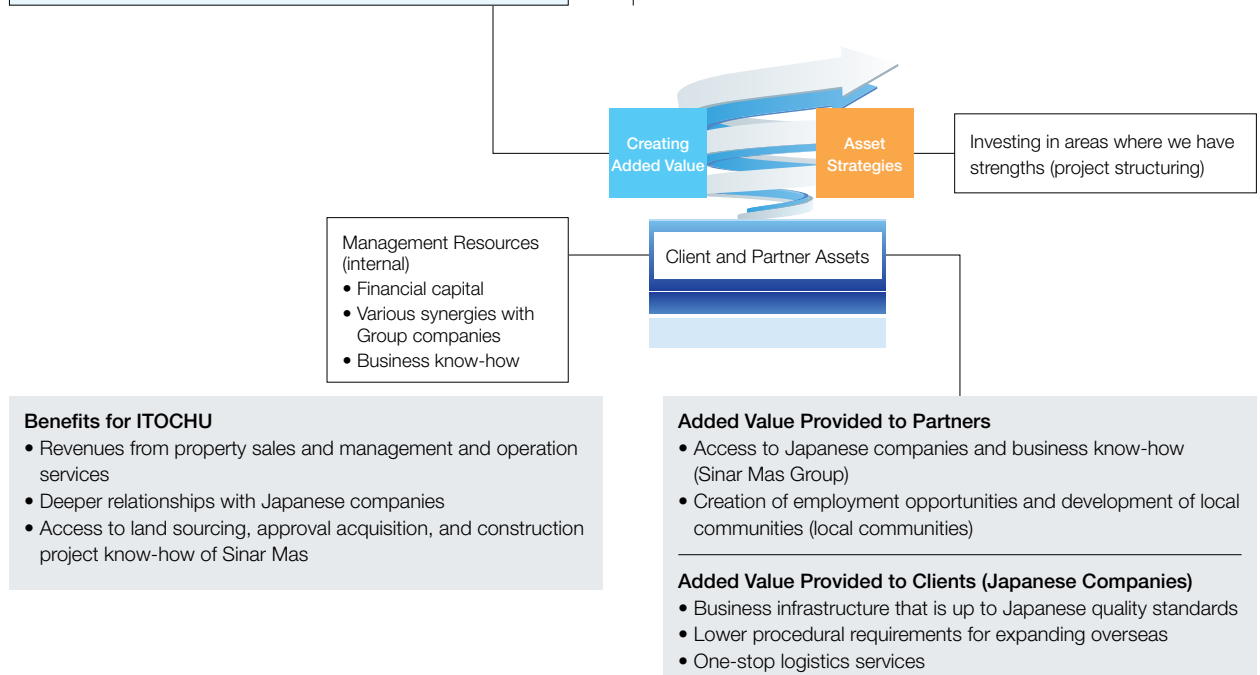 Creating
Added Value
Asset
Strategies
Investing in areas where we have
strengths (project structuring)
Management Resources
(internal)
• Financial capital
• Various synergies with
Group companies
• Business know-how
Client and Partner Assets
Benefits for ITOCHU
• Revenues from property sales and management and operation
services
• Deeper relationships with Japanese companies
• Access to land sourcing, approval acquisition, and construction
project know-how of Sinar Mas
Added Value Provided to Partners
• Access to Japanese companies and business know-how
(Sinar Mas Group)
• Creation of employment opportunities and development of local
communities (local communities)
Added Value Provided to Clients (Japanese Companies)
• Business infrastructure that is up to Japanese quality standards
• Lower procedural requirements for expanding overseas
• One-stop logistics services